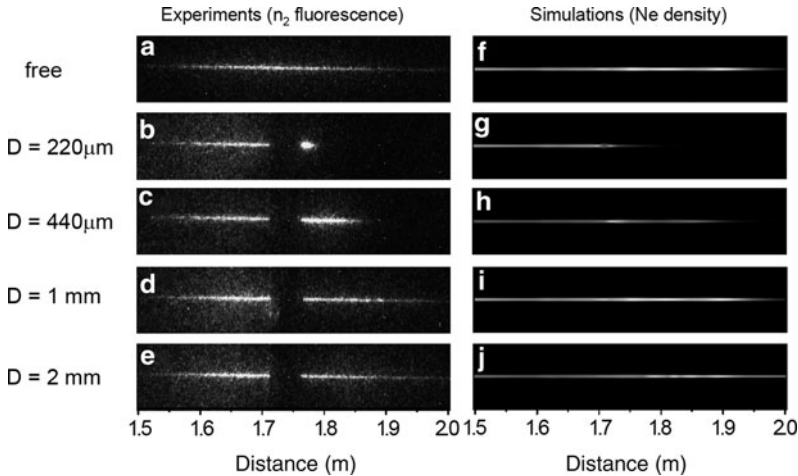 Experiments (n₂ fluorescence) Simulations (Ne density)
free a f
D = 220μm b g
D = 440μm c h
D = 1 mm d i
D = 2 mm e j
1.5 1.6 1.7 1.8 1.9 2.0 1.5 1.6 1.7 1.8 1.9 2.0
Distance (m) Distance (m)